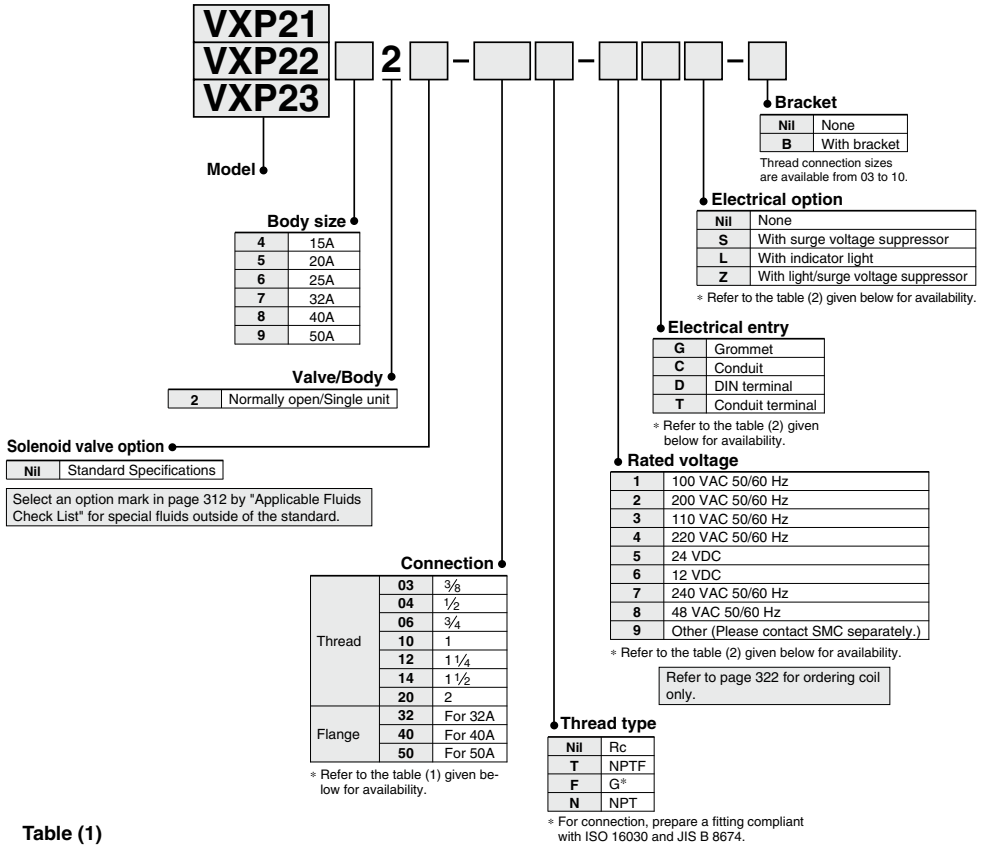 VXP21
VXP22 2 - - -
VXP23
Model
Bracket
Nil None
B With bracket
Thread connection sizes
are available from 03 to 10.
Electrical option
Nil None
S With surge voltage suppressor
L With indicator light
Z With light/surge voltage suppressor
* Refer to the table (2) given below for availability.
Body size
4 15A
5 20A
6 25A
7 32A
8 40A
9 50A
Electrical entry
G Grommet
C Conduit
D DIN terminal
T Conduit terminal
* Refer to the table (2) given
below for availability.
Valve/Body
2 Normally open/Single unit
Solenoid valve option
Nil Standard Specifications
Select an option mark in page 312 by "Applicable Fluids
Check List" for special fluids outside of the standard.
Rated voltage
1 100 VAC 50/60 Hz
2 200 VAC 50/60 Hz
3 110 VAC 50/60 Hz
4 220 VAC 50/60 Hz
5 24 VDC
6 12 VDC
7 240 VAC 50/60 Hz
8 48 VAC 50/60 Hz
9 Other (Please contact SMC separately.)
* Refer to the table (2) given below for availability.
Refer to page 322 for ordering coil
only.
Connection
Thread
03 3/8
04 1/2
06 3/4
10 1
12 1 1/4
14 1 1/2
20 2
Flange
32 For 32A
40 For 40A
50 For 50A
* Refer to the table (1) given be-
low for availability.
Thread type
Nil Rc
T NPTF
F G*
N NPT
* For connection, prepare a fitting compliant
with ISO 16030 and JIS B 8674.
Table (1)